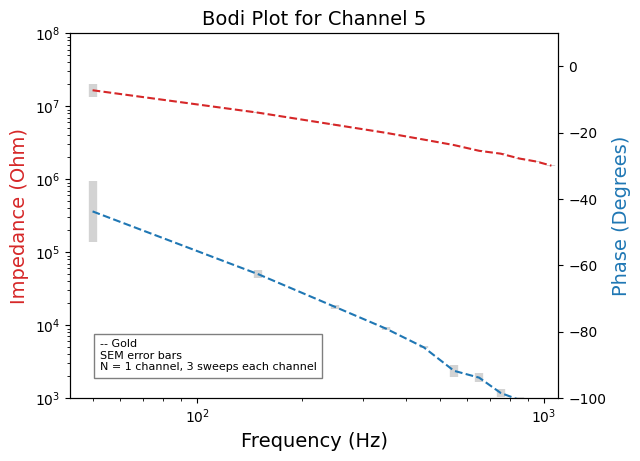 Bodi Plot for Channel 5
Impedance (Ohm)
10^8
10^7
10^6
10^5
10^4
10^3
0
−20
−40
−60
−80
−100
Phase (Degrees)
-- Gold
SEM error bars
N = 1 channel, 3 sweeps each channel
10^2
10^3
Frequency (Hz)